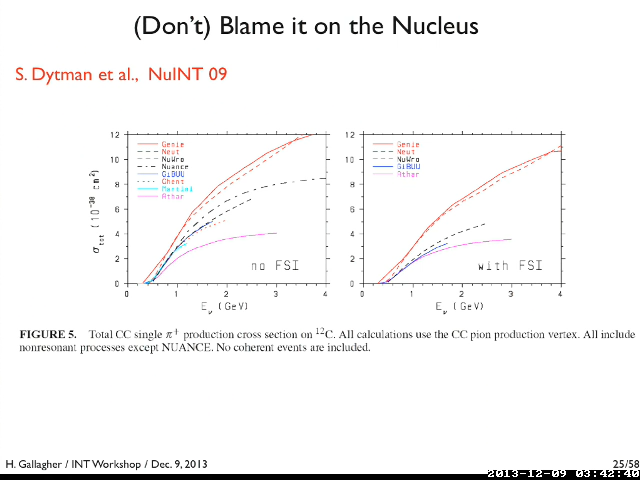 (Don't) Blame it on the Nucleus
S. Dytman et al., NuINT 09
12
10
8
6
4
2
0
σtot (10⁻³⁸ cm²)
Genie
Neut
NuWro
Nuance
GiBUU
Ghent
Martini
Athar
no FSI
0 1 2 3 4
Eν (GeV)
12
10
8
6
4
2
0
Genie
Neut
NuWro
GiBUU
Athar
with FSI
0 1 2 3 4
Eν (GeV)
FIGURE 5. Total CC single π⁺ production cross section on ¹²C. All calculations use the CC pion production vertex. All include
nonresonant processes except NUANCE. No coherent events are included.
H. Gallagher / INT Workshop / Dec. 9, 2013
25/58
2013-12-09 03:42:40